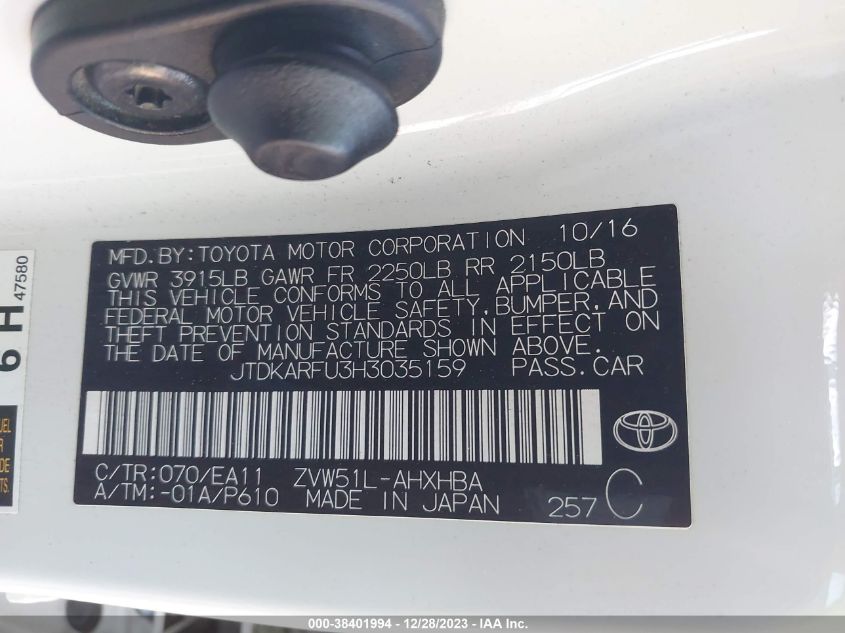 MFD. BY: TOYOTA MOTOR CORPORATION 10/16
GVWR 3915LB GAWR FR 2250LB RR 2150LB
THIS VEHICLE CONFORMS TO ALL APPLICABLE
FEDERAL MOTOR VEHICLE SAFETY, BUMPER, AND
THEFT PREVENTION STANDARDS IN EFFECT ON
THE DATE OF MANUFACTURE SHOWN ABOVE.
JTDKARFU3H3035159 PASS. CAR
C/TR: 070/EA11 ZVW51L-AHXHBA
A/TM: -01A/P610 MADE IN JAPAN 257 C
6 H 47580
000-38401994 - 12/28/2023 - IAA Inc.